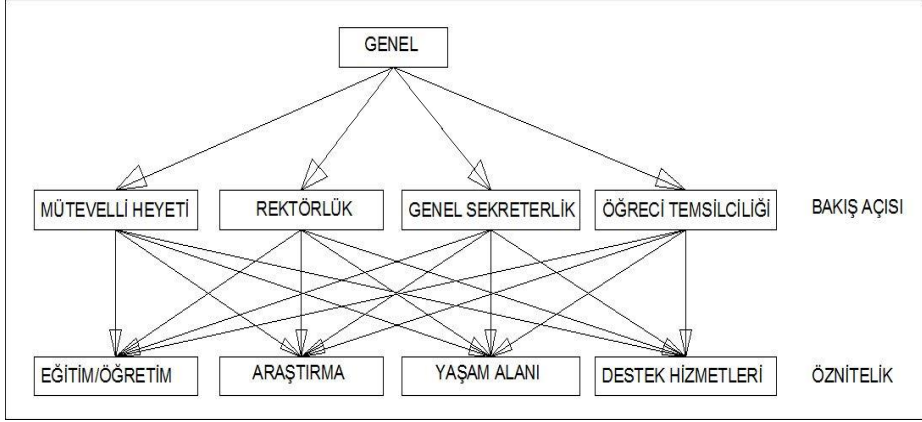 GENEL
MÜTEVELLİ HEYETİ REKTÖRLÜK GENEL SEKRETERLİK ÖĞRECİ TEMSİLCİLİĞİ BAKIŞ AÇISI
EĞİTİM/ÖĞRETİM ARAŞTIRMA YAŞAM ALANI DESTEK HİZMETLERİ ÖZNİTELİK